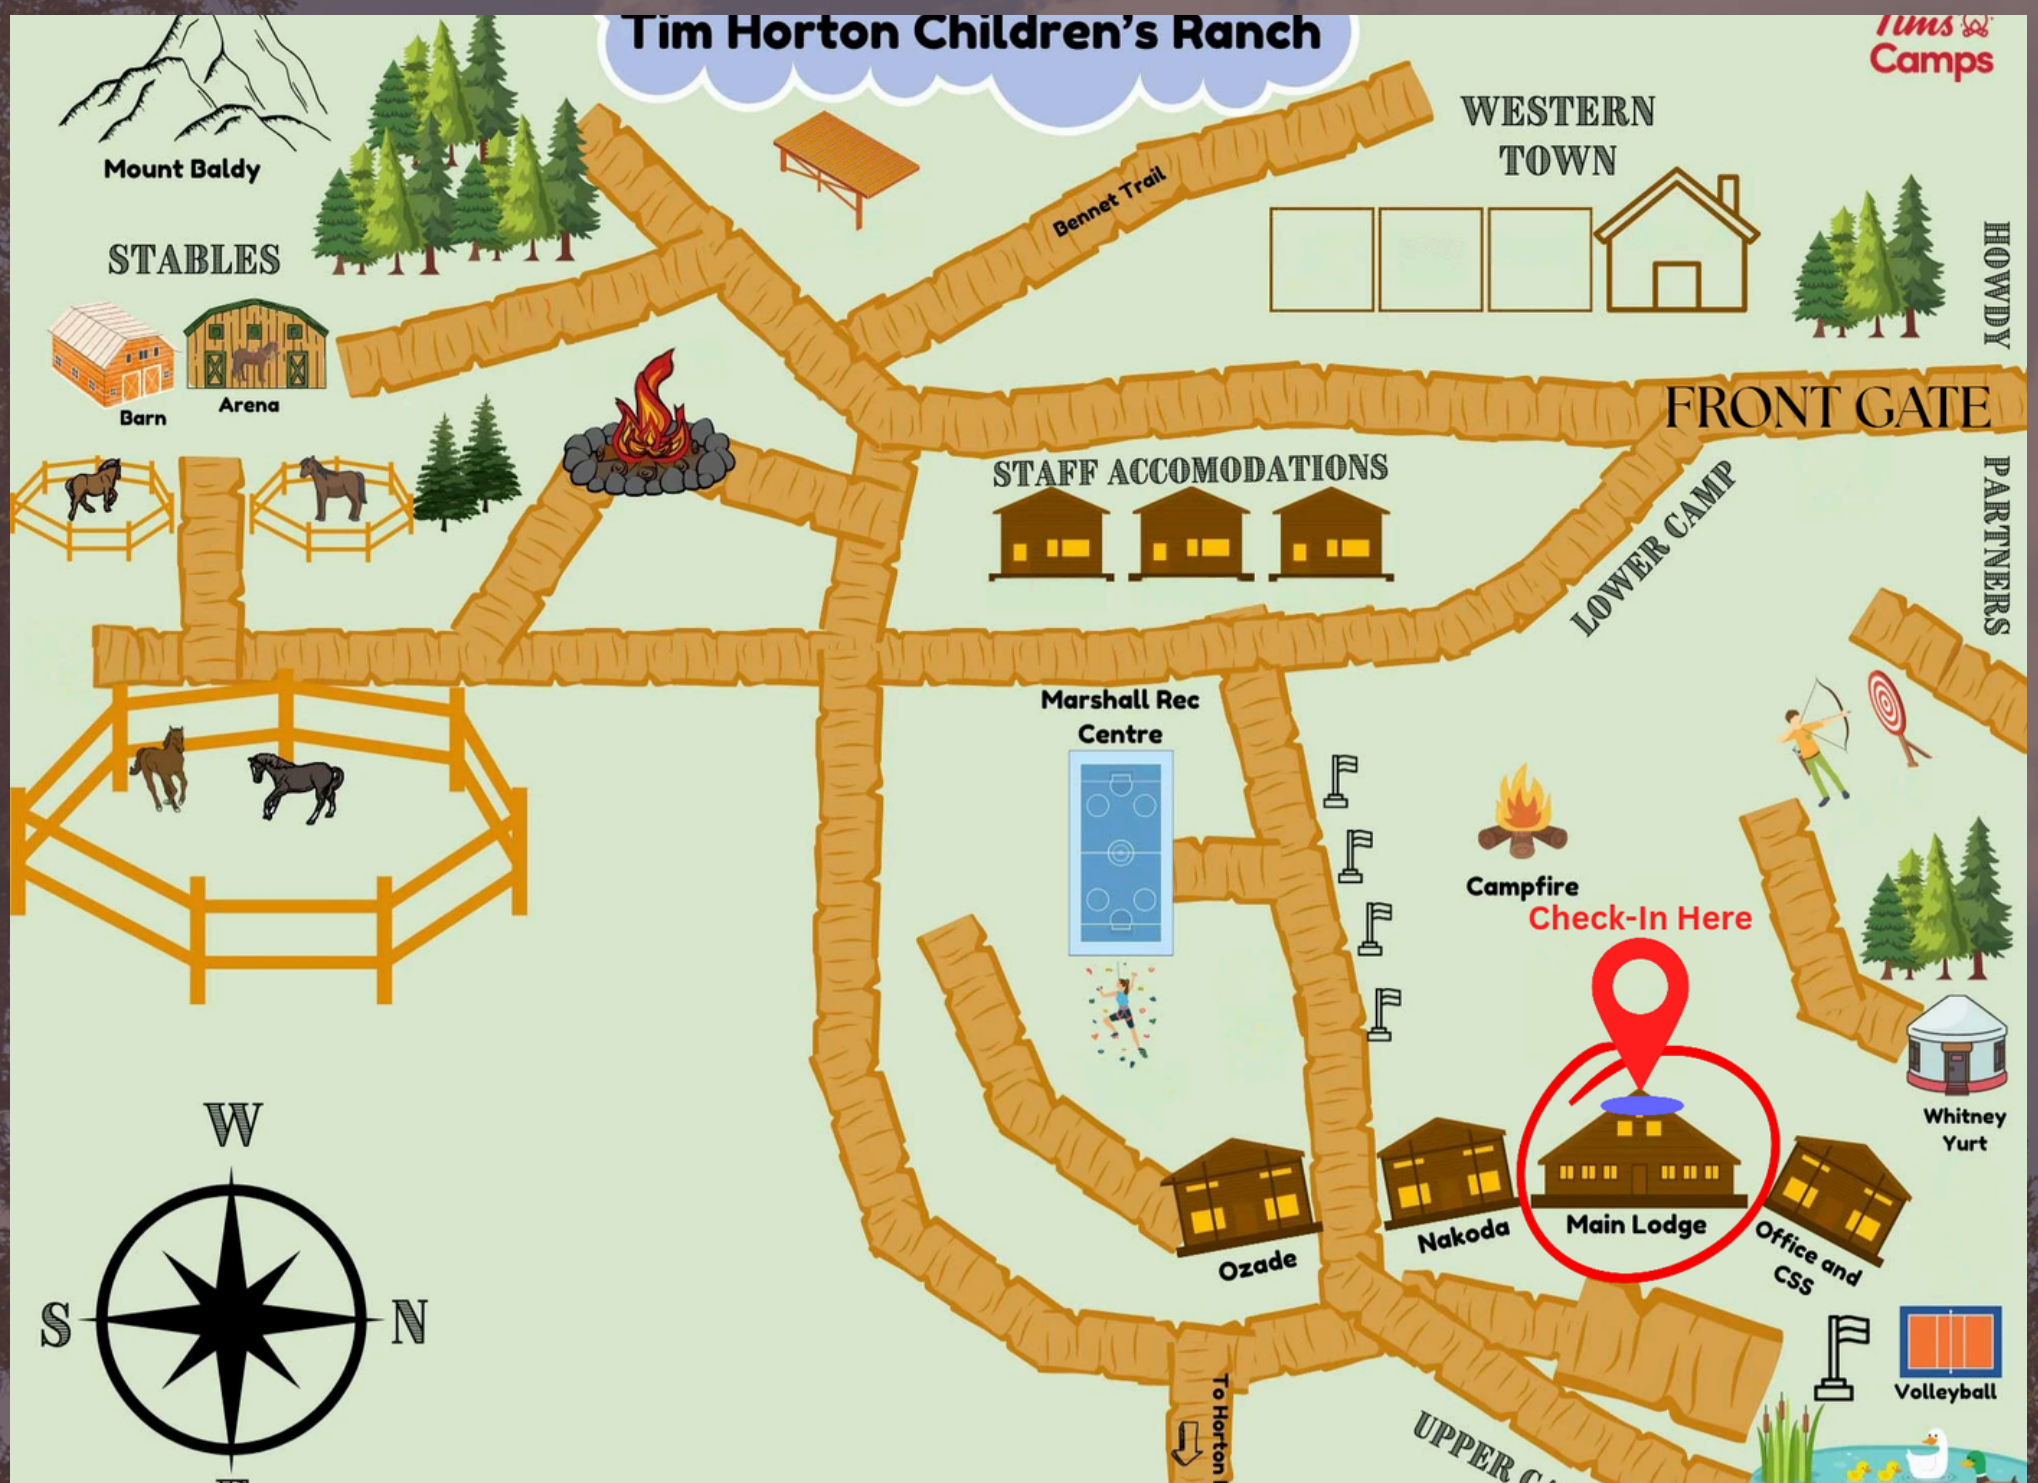 Tim Horton Children's Ranch
Tims
Camps
Mount Baldy
Bennet Trail
WESTERN
TOWN
STABLES
HOWDY
Barn
Arena
FRONT GATE
STAFF ACCOMODATIONS
LOWER CAMP
PARTNERS
Marshall Rec
Centre
Campfire
Check-In Here
Whitney
Yurt
Ozade
Nakoda
Main Lodge
Office and
CSS
W
S
N
Volleyball
To Horton
UPPER